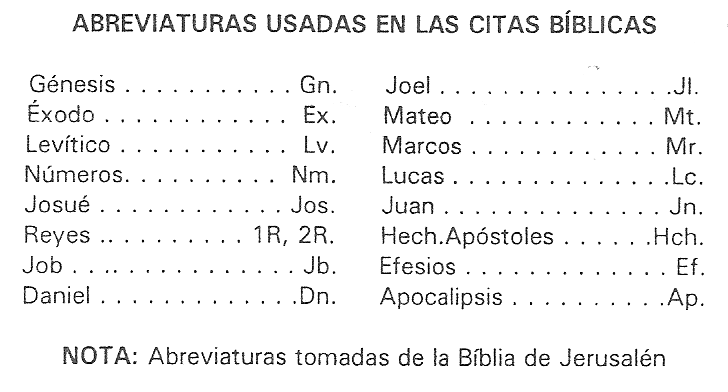 ABREVIATURAS USADAS EN LAS CITAS BÍBLICAS
Génesis . . . . . . . . . . . Gn.
Éxodo . . . . . . . . . . . . Ex.
Levítico . . . . . . . . . . . Lv.
Números. . . . . . . . . . Nm.
Josué . . . . . . . . . . . . Jos.
Reyes .. . . . . . . . . 1R, 2R.
Job . . .. . . . . . . . . . . . Jb.
Daniel . . . . . . . . . . . . .Dn.
Joel . . . . . . . . . . . . . . .Jl.
Mateo . . . . . . . . . . . . Mt.
Marcos . . . . . . . . . . . . Mr.
Lucas . . . . . . . . . . . . . .Lc.
Juan . . . . . . . . . . . . . . Jn.
Hech.Apóstoles . . . . . .Hch.
Efesios . . . . . . . . . . . . . Ef.
Apocalipsis . . . . . . . . . .Ap.
NOTA: Abreviaturas tomadas de la Bíblia de Jerusalén